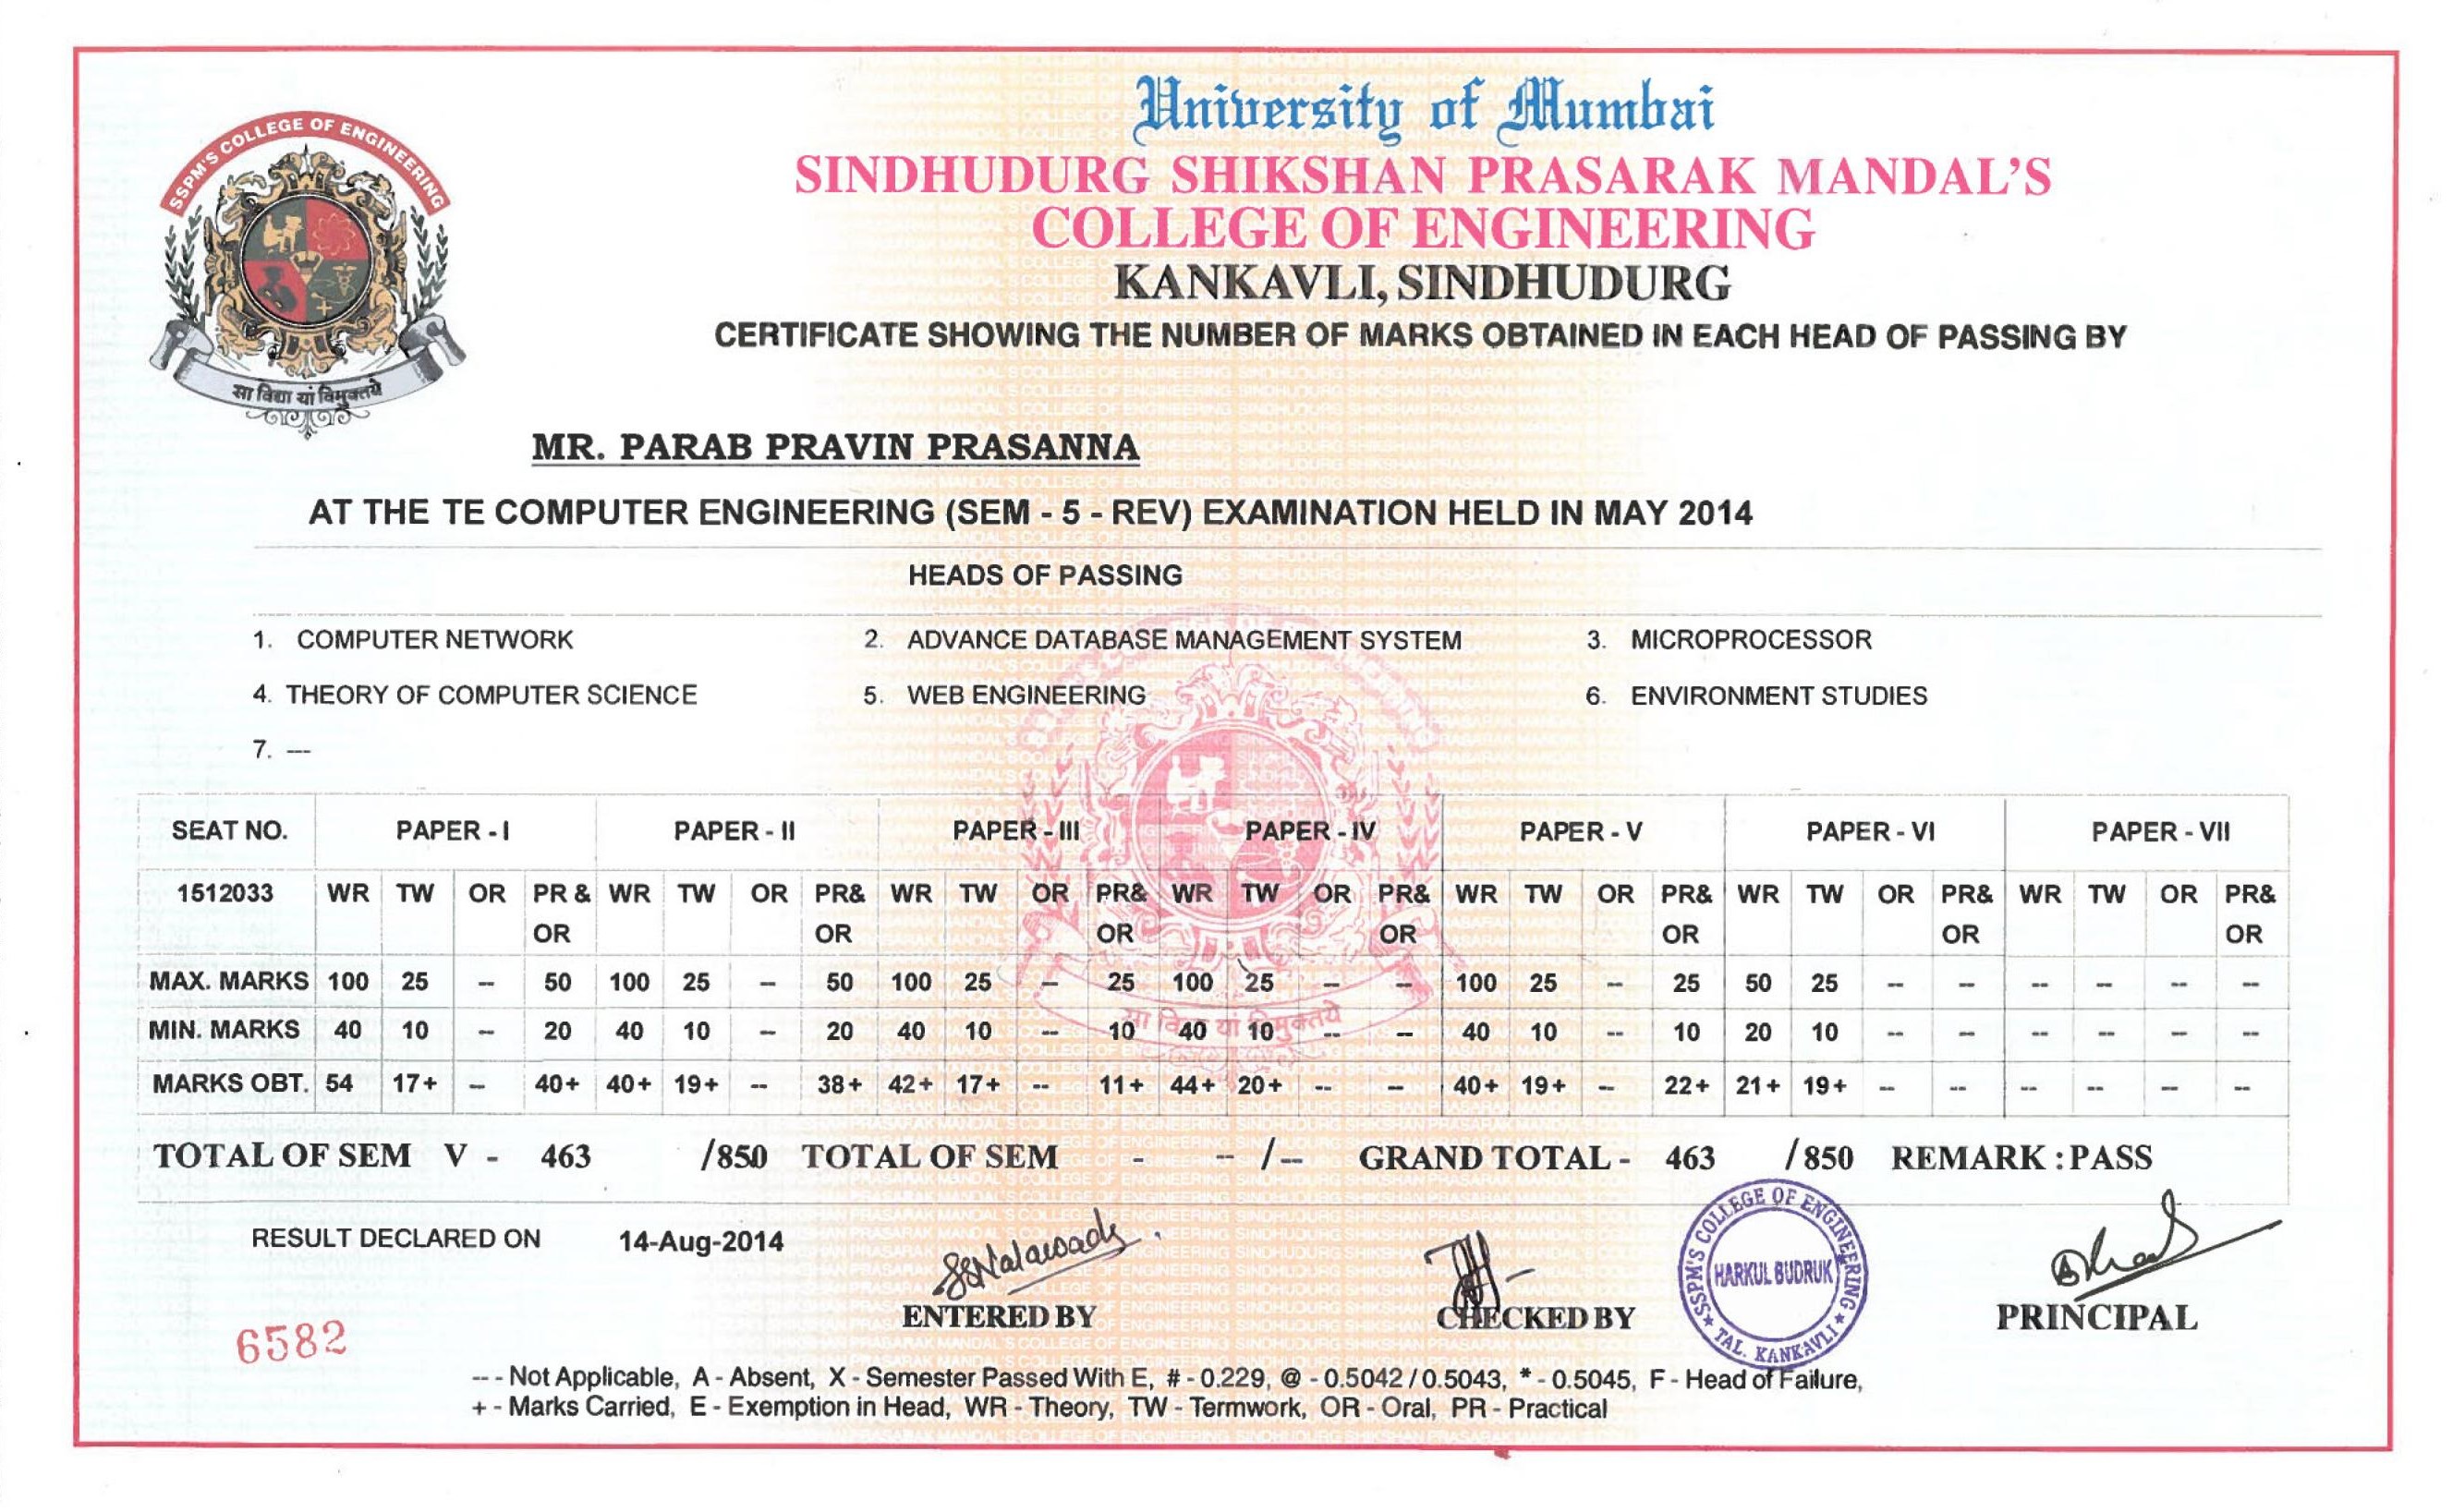 SSPM'S COLLEGE OF ENGINEERING
सा विद्या यां विमुक्तये
University of Mumbai
SINDHUDURG SHIKSHAN PRASARAK MANDAL'S
COLLEGE OF ENGINEERING
KANKAVLI, SINDHUDURG
CERTIFICATE SHOWING THE NUMBER OF MARKS OBTAINED IN EACH HEAD OF PASSING BY
MR. PARAB PRAVIN PRASANNA
AT THE TE COMPUTER ENGINEERING (SEM - 5 - REV) EXAMINATION HELD IN MAY 2014
HEADS OF PASSING
1. COMPUTER NETWORK 2. ADVANCE DATABASE MANAGEMENT SYSTEM 3. MICROPROCESSOR
4. THEORY OF COMPUTER SCIENCE 5. WEB ENGINEERING 6. ENVIRONMENT STUDIES
7. ---
SEAT NO. PAPER - I PAPER - II PAPER - III PAPER - IV PAPER - V PAPER - VI PAPER - VII
1512033 WR TW OR PR & WR TW OR PR& WR TW OR PR& WR TW OR PR& WR TW OR PR& WR TW OR PR& WR TW OR PR&
OR OR OR OR OR OR OR
MAX. MARKS 100 25 -- 50 100 25 -- 50 100 25 -- 25 100 25 -- -- 100 25 -- 25 50 25 -- -- -- -- -- --
MIN. MARKS 40 10 -- 20 40 10 -- 20 40 10 -- 10 40 10 -- -- 40 10 -- 10 20 10 -- -- -- -- -- --
MARKS OBT. 54 17+ -- 40+ 40+ 19+ -- 38+ 42+ 17+ -- 11+ 44+ 20+ -- -- 40+ 19+ -- 22+ 21+ 19+ -- -- -- -- -- --
TOTAL OF SEM V - 463 /850 TOTAL OF SEM - -- /-- GRAND TOTAL - 463 /850 REMARK : PASS
RESULT DECLARED ON 14-Aug-2014
SSPM'S COLLEGE OF ENGINEERING
HARKUL BUDRUK
★ TAL. KANKAVLI ★
ENTERED BY CHECKED BY PRINCIPAL
6582
-- - Not Applicable, A - Absent, X - Semester Passed With E, # - 0.229, @ - 0.5042 / 0.5043, * - 0.5045, F - Head of Failure,
+ - Marks Carried, E - Exemption in Head, WR - Theory, TW - Termwork, OR - Oral, PR - Practical